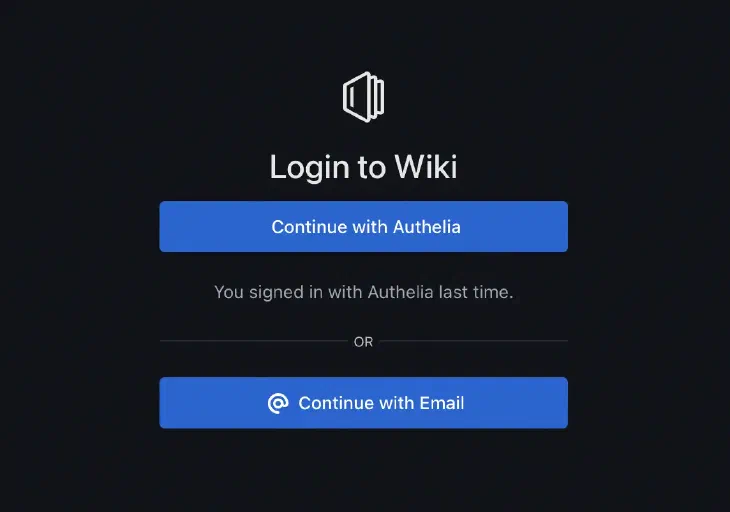 Login to Wiki
Continue with Authelia
You signed in with Authelia last time.
OR
Continue with Email